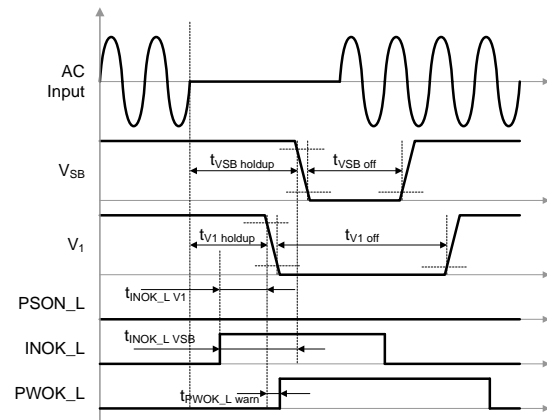 AC
Input
VSB
tVSB holdup
tVSB off
V1
tV1 holdup
tV1 off
PSON_L
tINOK_L V1
INOK_L
tINOK_L VSB
PWOK_L
tPWOK_L warn